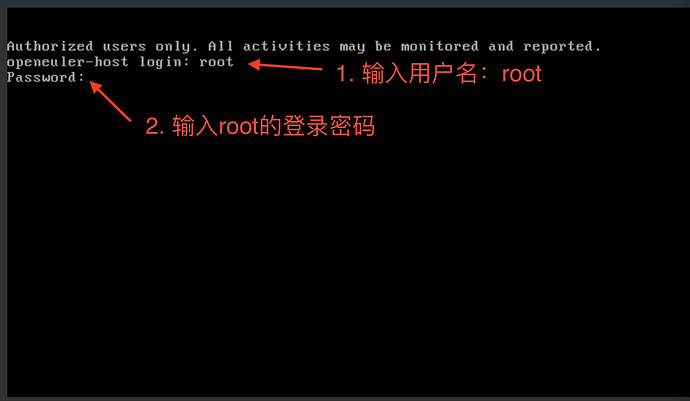 Authorized users only. All activities may be monitored and reported.
openeuler-host login: root
1. 输入用户名：root
Password:
2. 输入root的登录密码